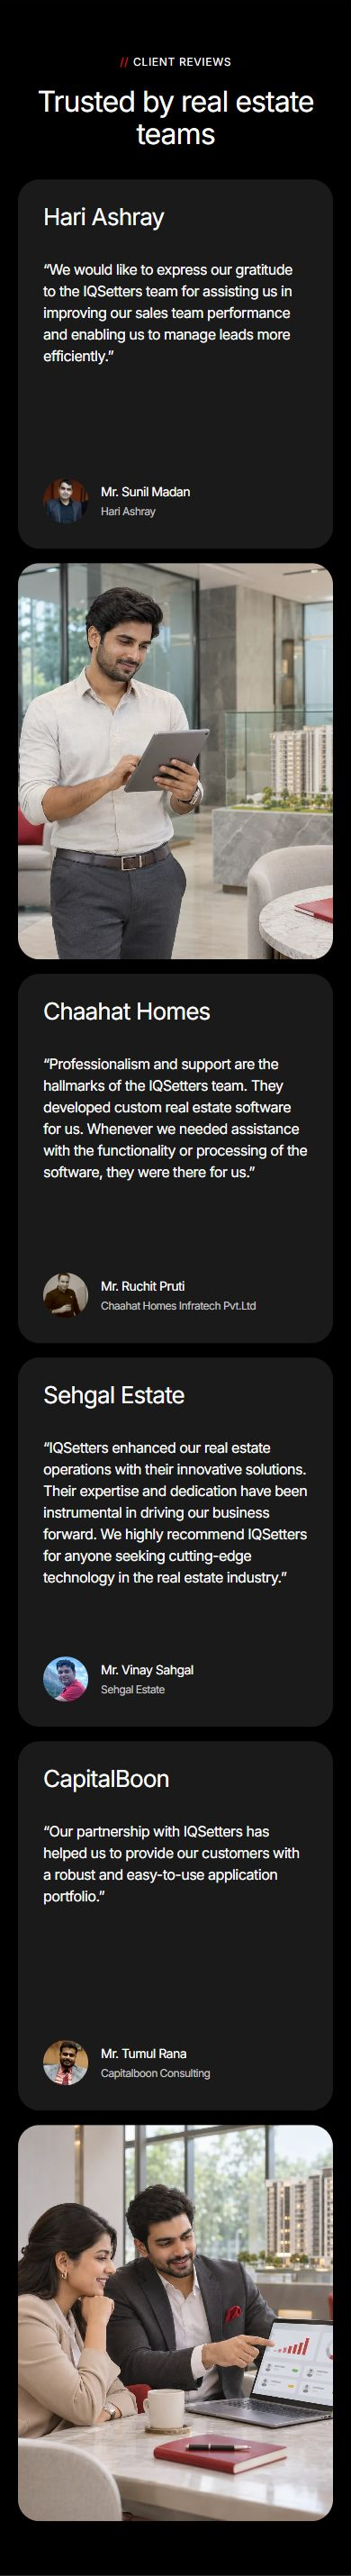 // CLIENT REVIEWS
Trusted by real estate
teams
Hari Ashray
“We would like to express our gratitude
to the IQSetters team for assisting us in
improving our sales team performance
and enabling us to manage leads more
efficiently.”
Mr. Sunil Madan
Hari Ashray
Chaahat Homes
“Professionalism and support are the
hallmarks of the IQSetters team. They
developed custom real estate software
for us. Whenever we needed assistance
with the functionality or processing of the
software, they were there for us.”
Mr. Ruchit Pruti
Chaahat Homes Infratech Pvt.Ltd
Sehgal Estate
“IQSetters enhanced our real estate
operations with their innovative solutions.
Their expertise and dedication have been
instrumental in driving our business
forward. We highly recommend IQSetters
for anyone seeking cutting-edge
technology in the real estate industry.”
Mr. Vinay Sahgal
Sehgal Estate
CapitalBoon
“Our partnership with IQSetters has
helped us to provide our customers with
a robust and easy-to-use application
portfolio.”
Mr. Tumul Rana
Capitalboon Consulting